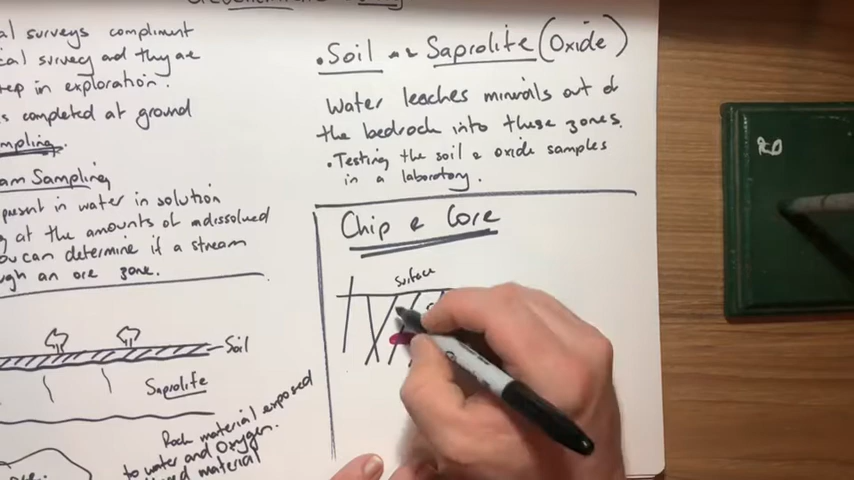 al surveys compliment
cal survey and they are
tep in exploration.
s completed at ground
mpling.
am Sampling
present in water in solution
g at the amounts of a dissolved
ou can determine if a stream
ough an ore zone.
Soil
Saprolite
Rock material exposed
to water and Oxygen.
material
• Soil and Saprolite (Oxide)
Water leaches minerals out of
the bedrock into these zones.
• Testing the soil & oxide samples
in a laboratory.
Chip & Core
surface